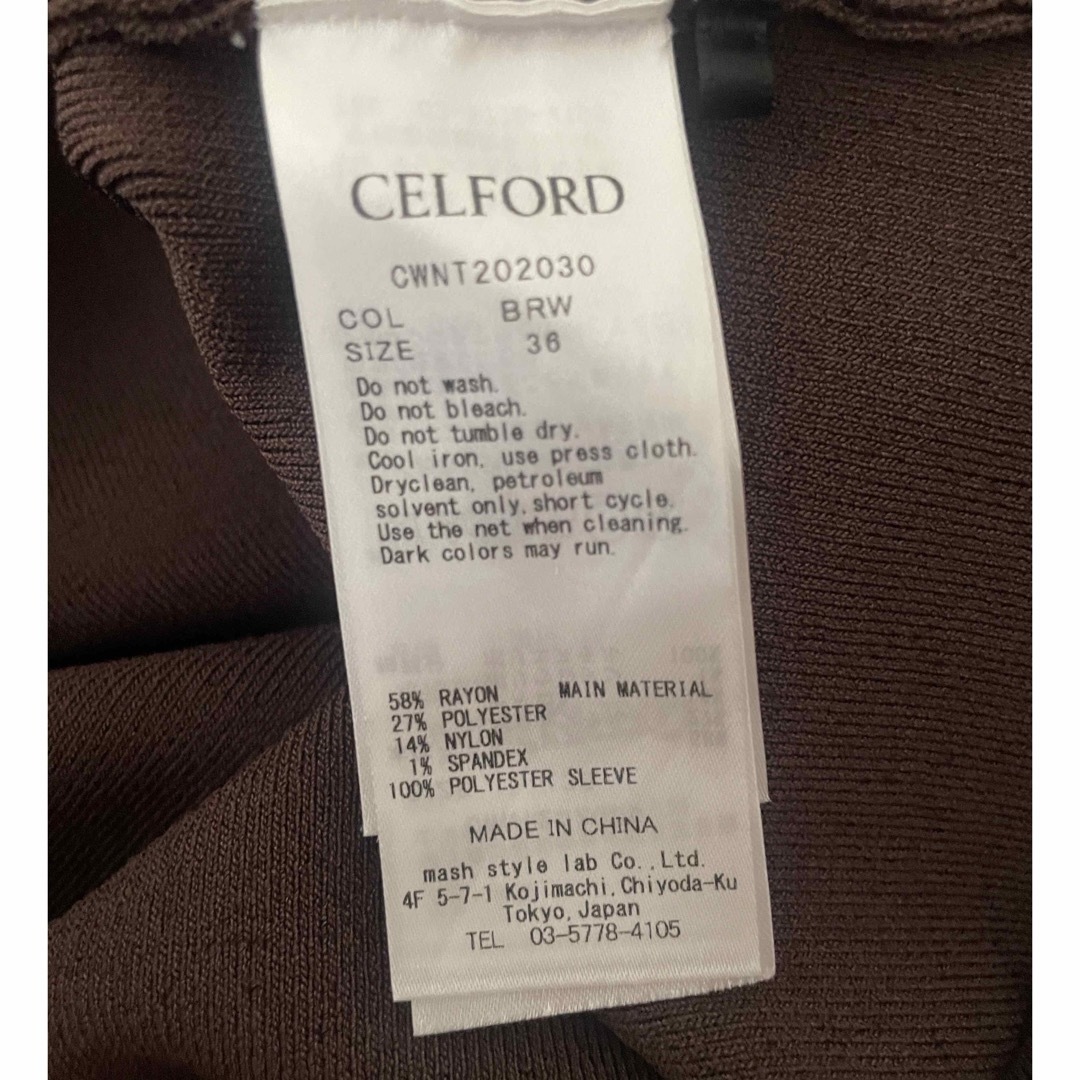 CELFORD
CWNT202030
COL BRW
SIZE 36
Do not wash.
Do not bleach.
Do not tumble dry.
Cool iron, use press cloth.
Dryclean, petroleum
solvent only, short cycle.
Use the net when cleaning.
Dark colors may run.
58% RAYON MAIN MATERIAL
27% POLYESTER
14% NYLON
1% SPANDEX
100% POLYESTER SLEEVE
MADE IN CHINA
mash style lab Co.,Ltd.
4F 5-7-1 Kojimachi, Chiyoda-Ku
Tokyo, Japan
TEL 03-5778-4105